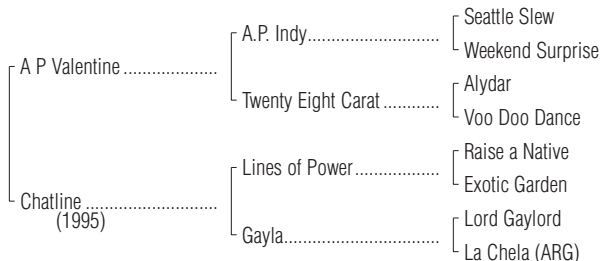 Seattle Slew
A.P. Indy
Weekend Surprise
A P Valentine
Alydar
Twenty Eight Carat
Voo Doo Dance
Raise a Native
Lines of Power
Exotic Garden
Chatline
(1995)
Lord Gaylord
Gayla
La Chela (ARG)